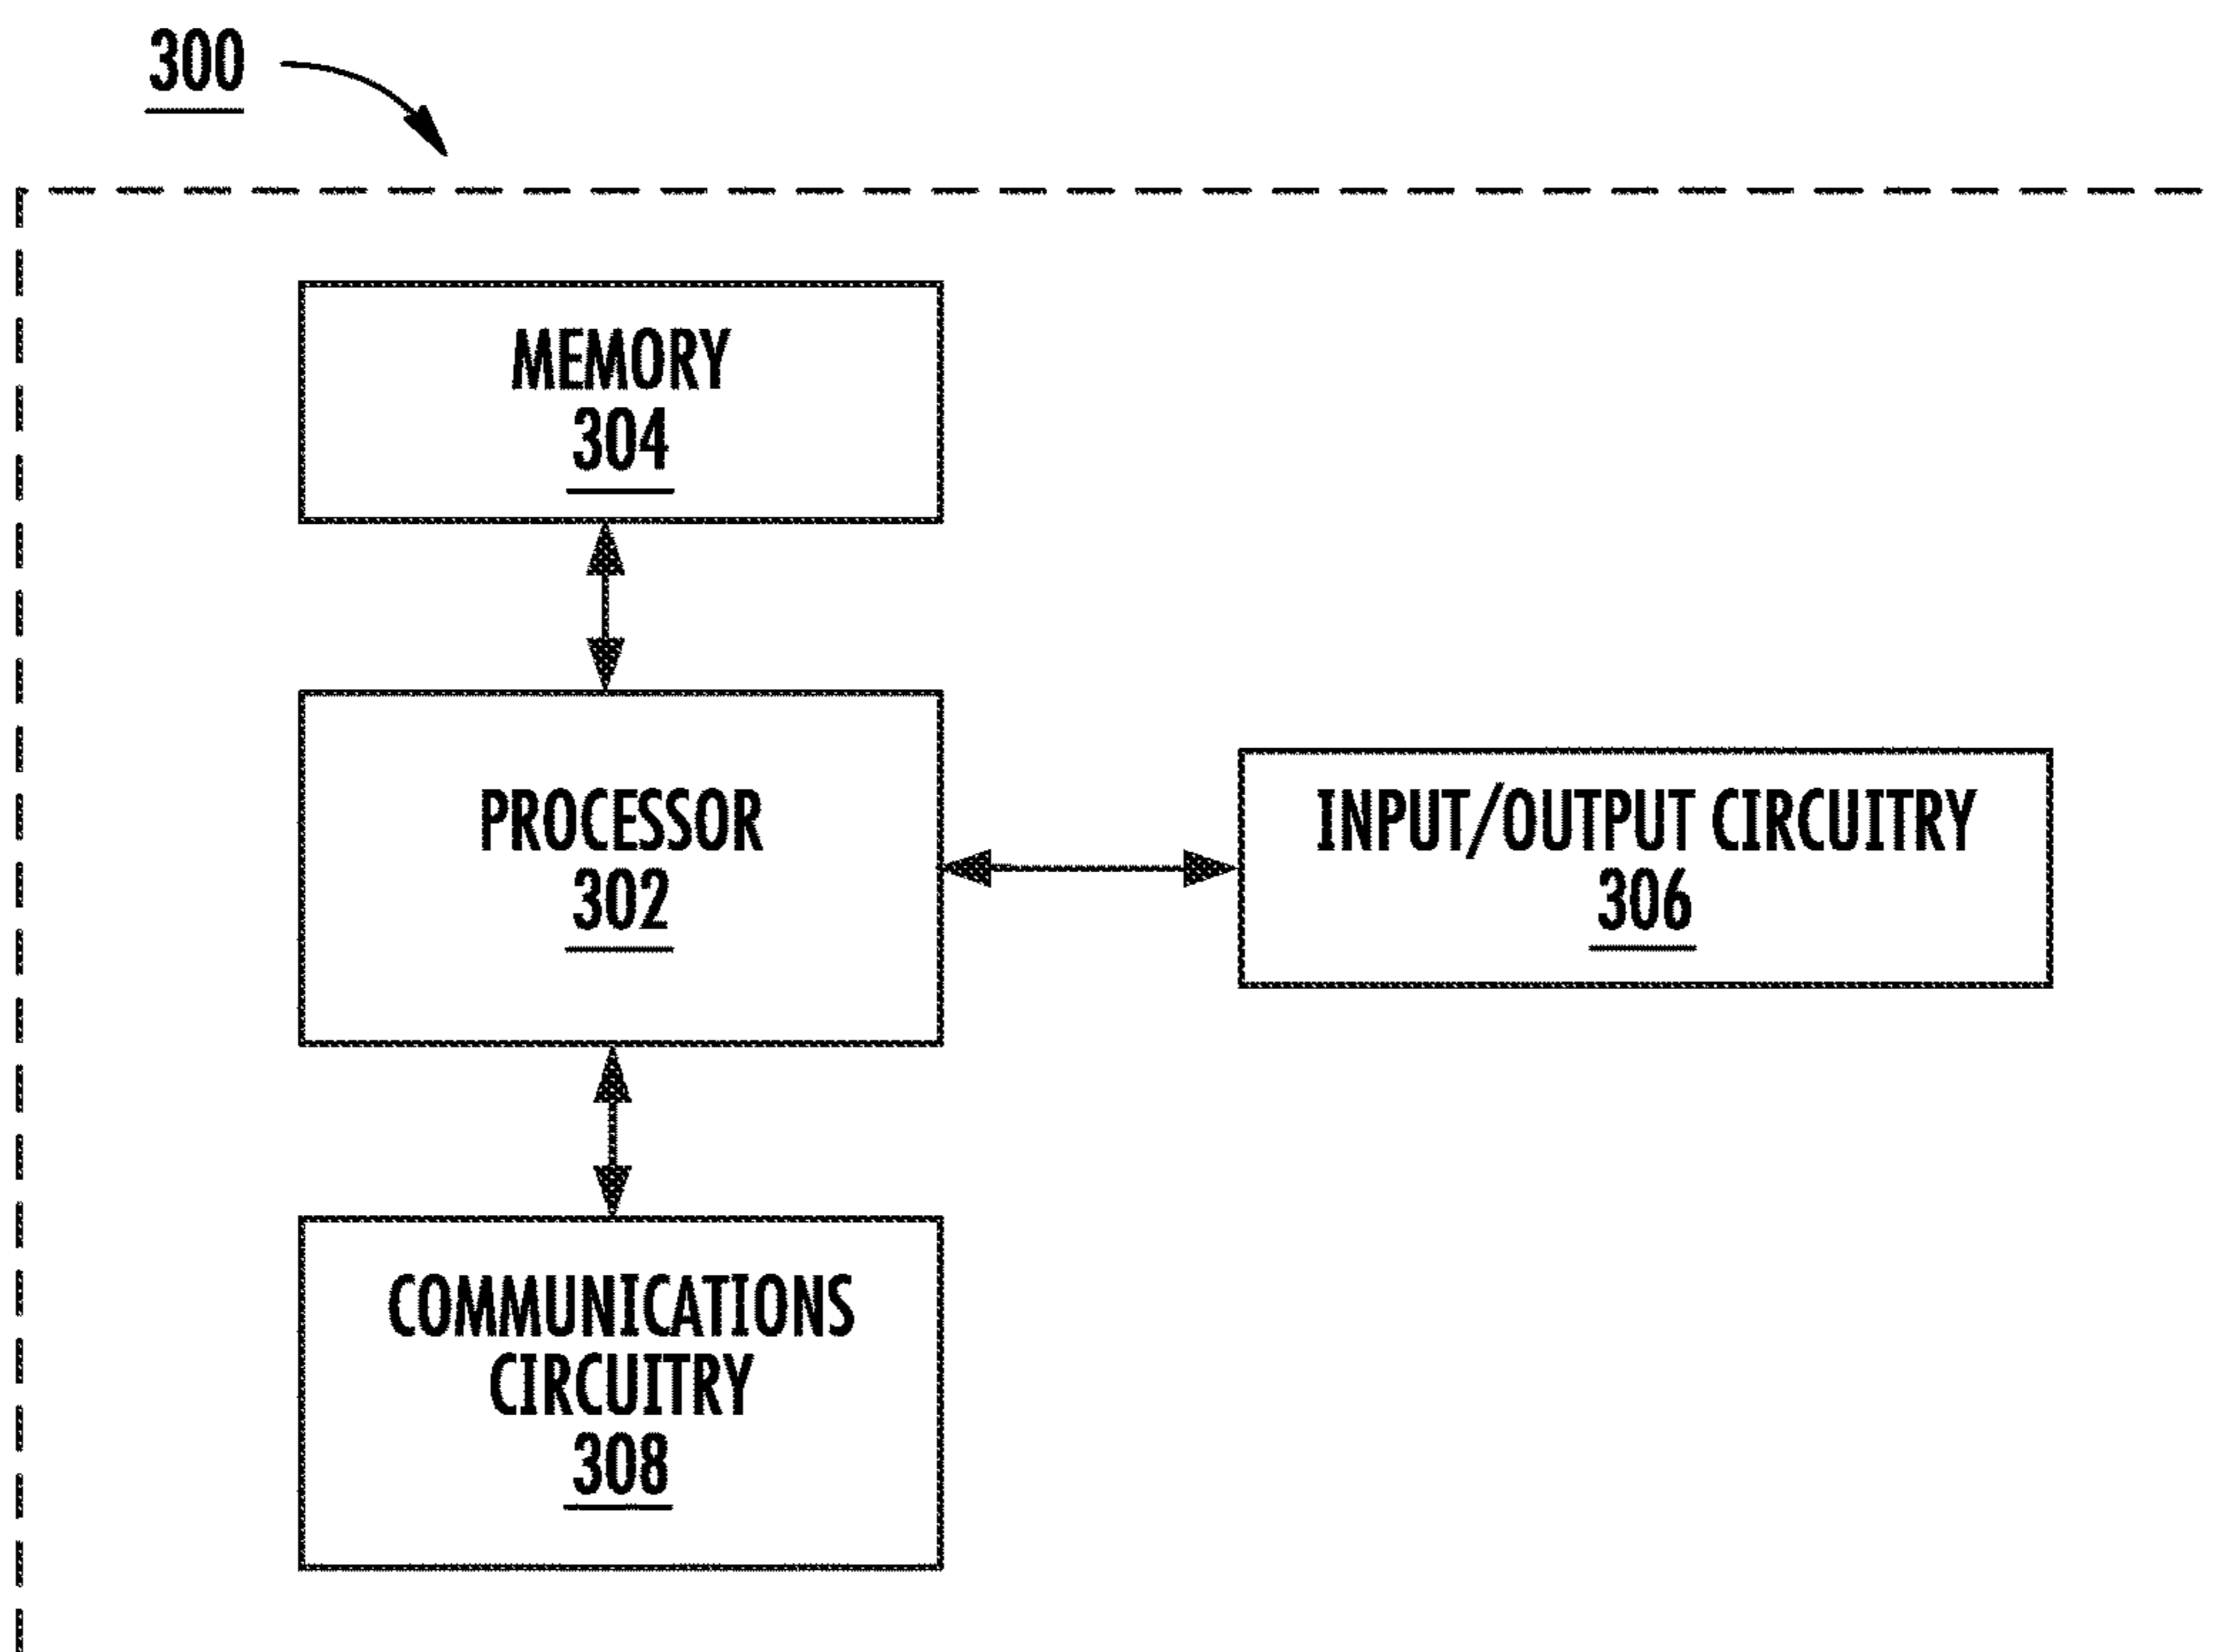 300
MEMORY
304
PROCESSOR
302
INPUT/OUTPUT CIRCUITRY
306
COMMUNICATIONS
CIRCUITRY
308